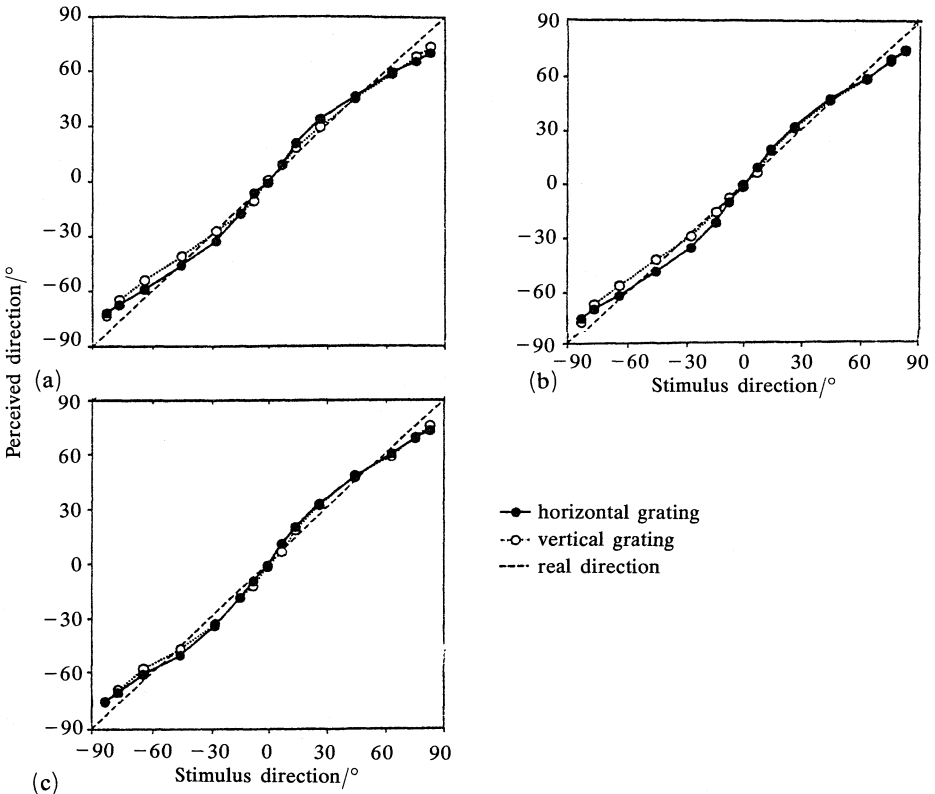 90
60
30
0
−30
−60
−90
(a)
90
60
30
0
−30
−60
−90
−90 −60 −30 0 30 60 90
(b)
Stimulus direction/°
Perceived direction/°
90
60
30
0
−30
−60
−90
−90 −60 −30 0 30 60 90
Stimulus direction/°
(c)
horizontal grating
vertical grating
real direction